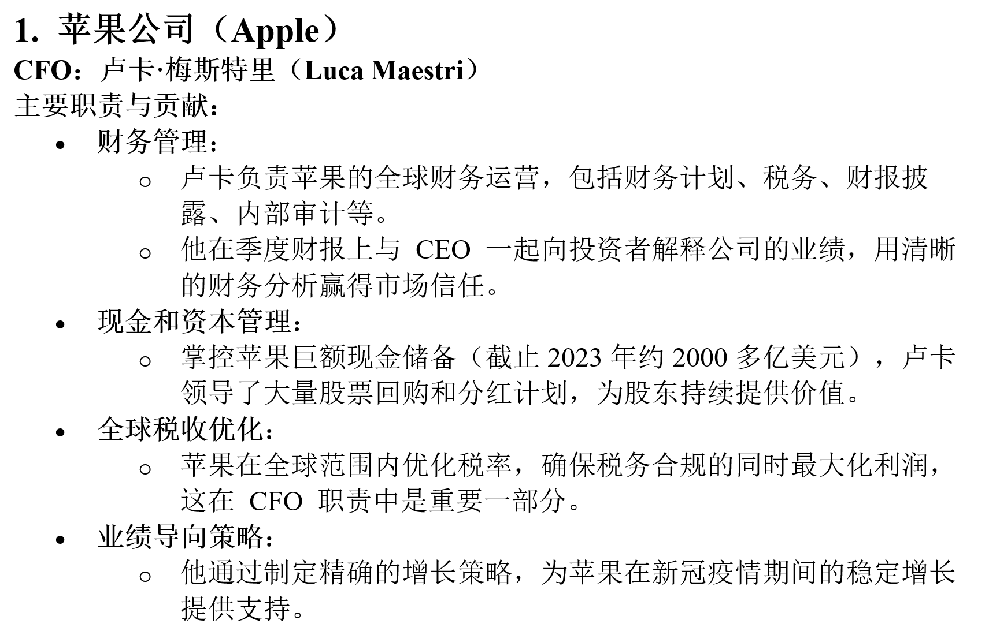 1. 苹果公司（Apple）
CFO：卢卡·梅斯特里（Luca Maestri）
主要职责与贡献：
• 财务管理：
o 卢卡负责苹果的全球财务运营，包括财务计划、税务、财报披
露、内部审计等。
o 他在季度财报上与 CEO 一起向投资者解释公司的业绩，用清晰
的财务分析赢得市场信任。
• 现金和资本管理：
o 掌控苹果巨额现金储备（截止 2023 年约 2000 多亿美元），卢卡
领导了大量股票回购和分红计划，为股东持续提供价值。
• 全球税收优化：
o 苹果在全球范围内优化税率，确保税务合规的同时最大化利润，
这在 CFO 职责中是重要一部分。
• 业绩导向策略：
o 他通过制定精确的增长策略，为苹果在新冠疫情期间的稳定增长
提供支持。